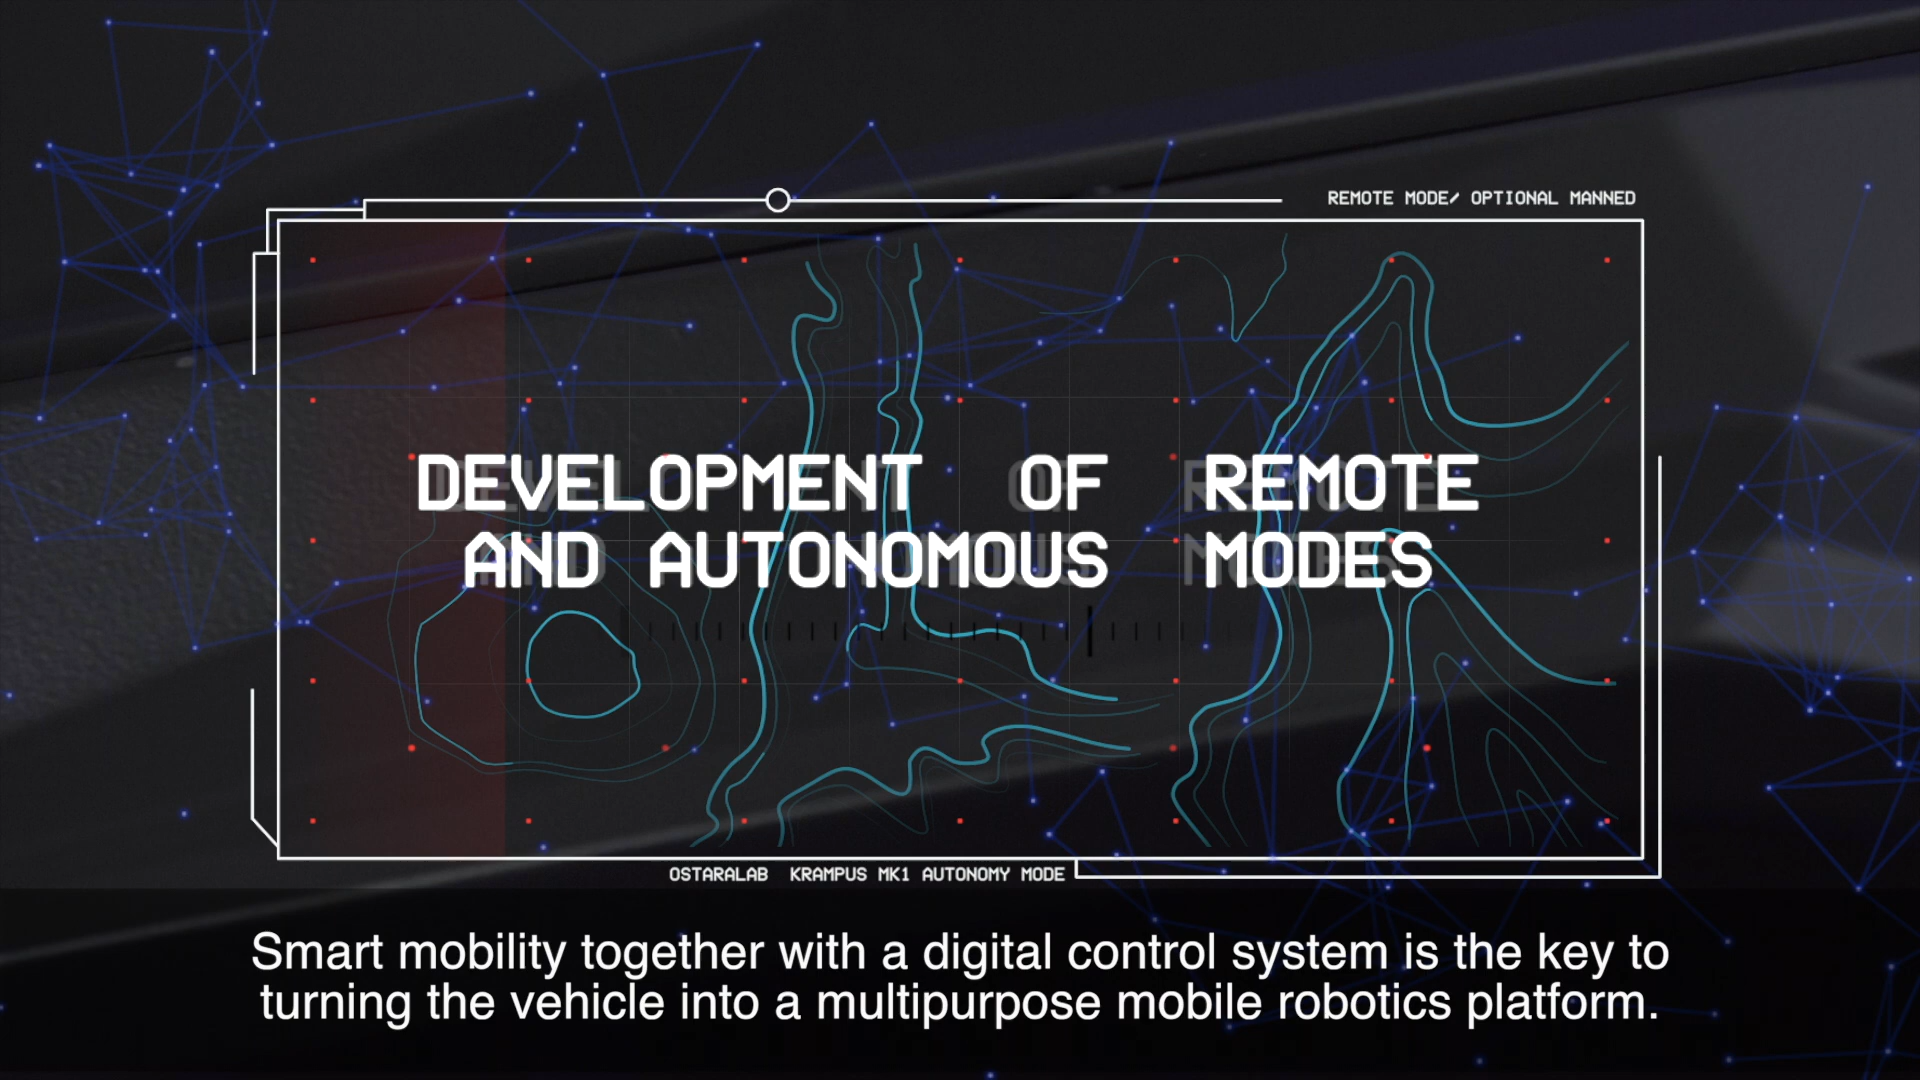 REMOTE MODE/ OPTIONAL MANNED
DEVELOPMENT OF REMOTE
AND AUTONOMOUS MODES
OSTARALAB KRAMPUS MK1 AUTONOMY MODE
Smart mobility together with a digital control system is the key to
turning the vehicle into a multipurpose mobile robotics platform.